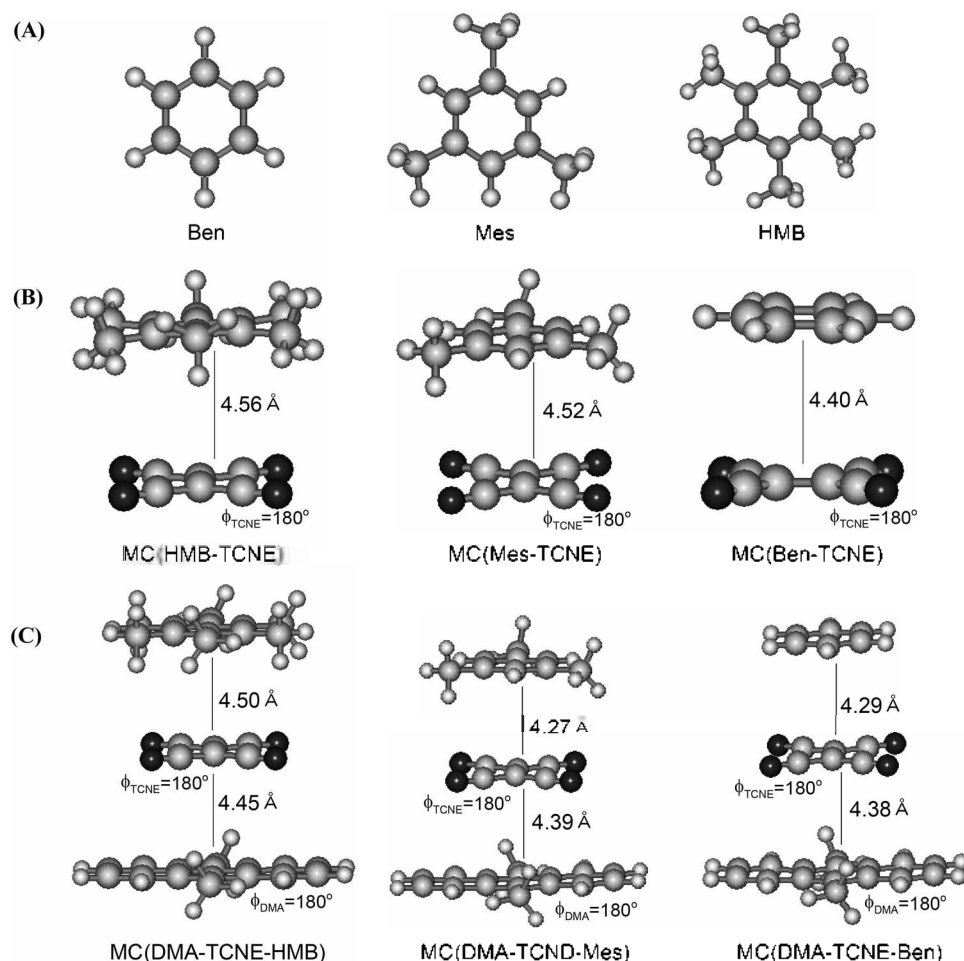 (A)
Ben Mes HMB
(B)
4.56 Å 4.52 Å 4.40 Å
ϕTCNE=180° ϕTCNE=180° ϕTCNE=180°
MC(HMB-TCNE) MC(Mes-TCNE) MC(Ben-TCNE)
(C)
4.50 Å 4.27 Å 4.29 Å
ϕTCNE=180° ϕTCNE=180° ϕTCNE=180°
4.45 Å 4.39 Å 4.38 Å
ϕDMA=180° ϕDMA=180° ϕDMA=180°
MC(DMA-TCNE-HMB) MC(DMA-TCND-Mes) MC(DMA-TCNE-Ben)